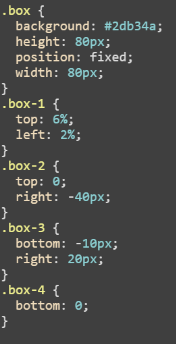 .box {
  background: #2db34a;
  height: 80px;
  position: fixed;
  width: 80px;
}
.box-1 {
  top: 6%;
  left: 2%;
}
.box-2 {
  top: 0;
  right: -40px;
}
.box-3 {
  bottom: -10px;
  right: 20px;
}
.box-4 {
  bottom: 0;
}